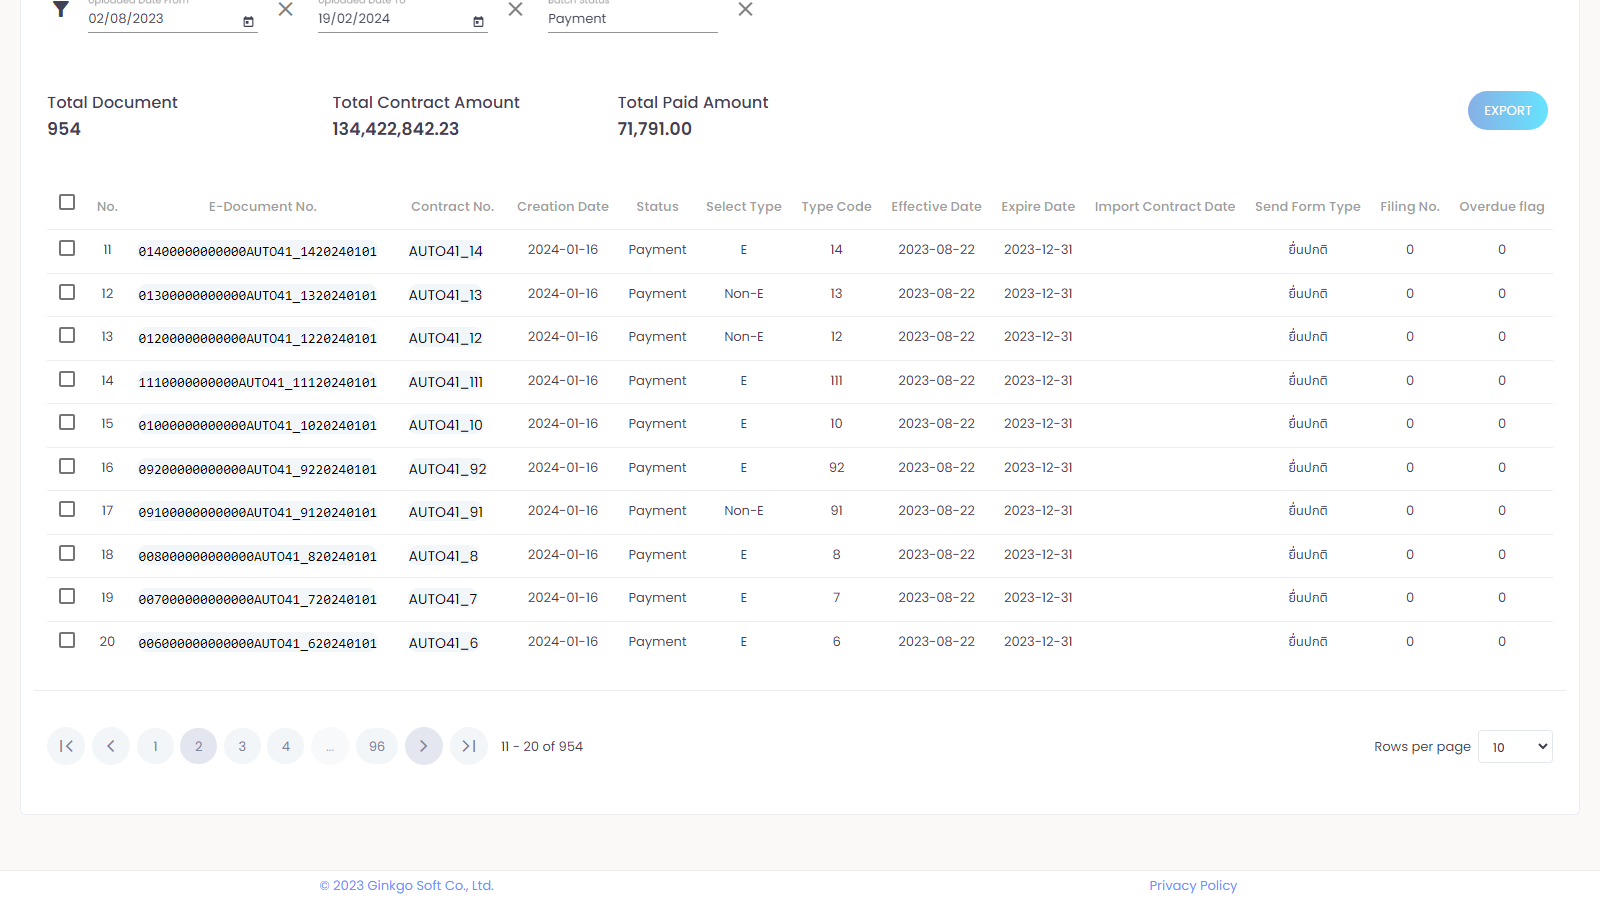 Uploaded Date From Uploaded Date To Batch Status
02/08/2023 19/02/2024 Payment
Total Document Total Contract Amount Total Paid Amount
954 134,422,842.23 71,791.00
EXPORT
No. E-Document No. Contract No. Creation Date Status Select Type Type Code Effective Date Expire Date Import Contract Date Send Form Type Filing No. Overdue flag
11 01400000000000AUTO41_1420240101 AUTO41_14 2024-01-16 Payment E 14 2023-08-22 2023-12-31 ยื่นปกติ 0 0
12 01300000000000AUTO41_1320240101 AUTO41_13 2024-01-16 Payment Non-E 13 2023-08-22 2023-12-31 ยื่นปกติ 0 0
13 01200000000000AUTO41_1220240101 AUTO41_12 2024-01-16 Payment Non-E 12 2023-08-22 2023-12-31 ยื่นปกติ 0 0
14 1110000000000AUTO41_11120240101 AUTO41_111 2024-01-16 Payment E 111 2023-08-22 2023-12-31 ยื่นปกติ 0 0
15 01000000000000AUTO41_1020240101 AUTO41_10 2024-01-16 Payment E 10 2023-08-22 2023-12-31 ยื่นปกติ 0 0
16 09200000000000AUTO41_9220240101 AUTO41_92 2024-01-16 Payment E 92 2023-08-22 2023-12-31 ยื่นปกติ 0 0
17 09100000000000AUTO41_9120240101 AUTO41_91 2024-01-16 Payment Non-E 91 2023-08-22 2023-12-31 ยื่นปกติ 0 0
18 008000000000000AUTO41_820240101 AUTO41_8 2024-01-16 Payment E 8 2023-08-22 2023-12-31 ยื่นปกติ 0 0
19 007000000000000AUTO41_720240101 AUTO41_7 2024-01-16 Payment E 7 2023-08-22 2023-12-31 ยื่นปกติ 0 0
20 006000000000000AUTO41_620240101 AUTO41_6 2024-01-16 Payment E 6 2023-08-22 2023-12-31 ยื่นปกติ 0 0
1 2 3 4 ... 96 11 - 20 of 954 Rows per page 10
© 2023 Ginkgo Soft Co., Ltd. Privacy Policy